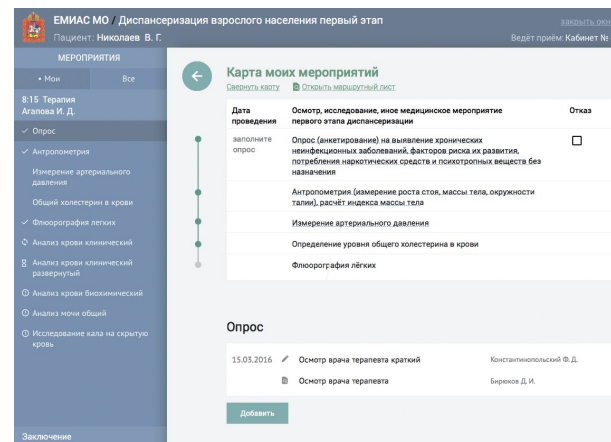 ЕМИАС МО / Диспансеризация взрослого населения первый этап
закрыть окн
Пациент: Николаев В. Г.
Ведёт приём: Кабинет №
МЕРОПРИЯТИЯ
• Мои Все
8:15 Терапия
Агапова И. Д.
Опрос
Антропометрия
Измерение артериального
давления
Общий холестерин в крови
Флюорография легких
Анализ крови клинический
Анализ крови клинический
развернутый
Анализ крови биохимический
Анализ мочи общий
Исследование кала на скрытую
кровь
Заключение
Карта моих мероприятий
Свернуть карту Открыть маршрутный лист
Дата
проведения
Осмотр, исследование, иное медицинское мероприятие
первого этапа диспансеризации
Отказ
заполните
опрос
Опрос (анкетирование) на выявление хронических
неинфекционных заболеваний, факторов риска их развития,
потребления наркотических средств и психотропных веществ без
назначения
Антропометрия (измерение роста стоя, массы тела, окружности
талии), расчёт индекса массы тела
Измерение артериального давления
Определение уровня общего холестерина в крови
Флюорография лёгких
Опрос
15.03.2016 Осмотр врача терапевта краткий Константинопольский Ф. Д.
Осмотр врача терапевта Бирюков Д. И.
Добавить